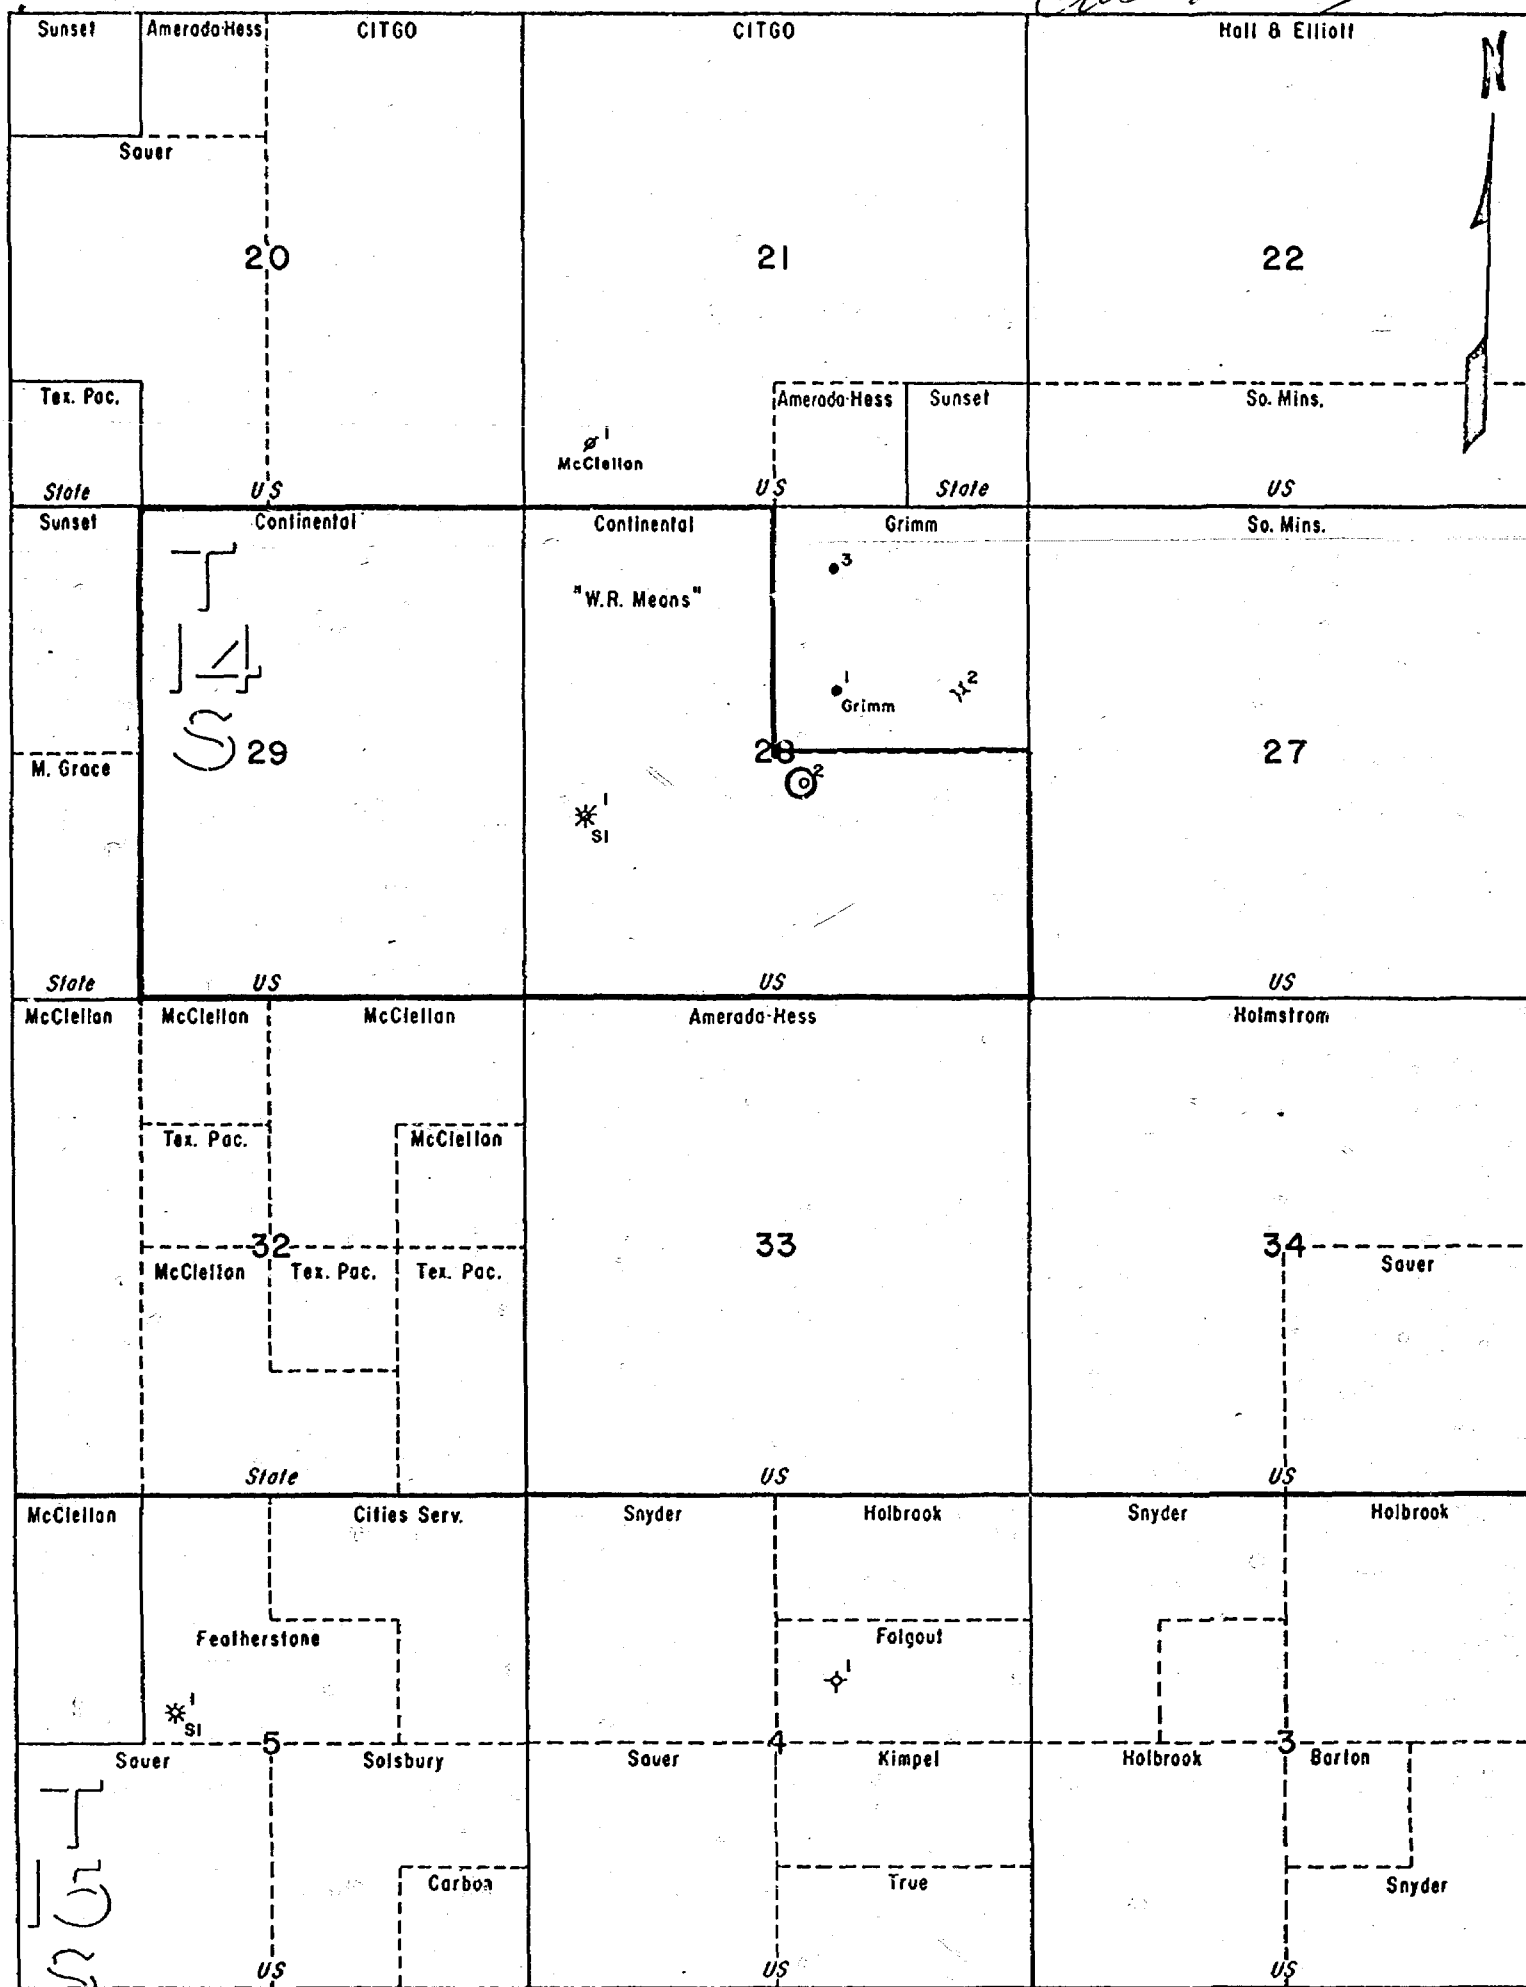 Sunset Amerada-Hess CITGO CITGO Hall & Elliott
N
Sauer
20 21 22
Tex. Pac. Amerada-Hess Sunset So. Mins.
1
McClellan
State US US State US
Sunset Continental Continental Grimm So. Mins.
T
14
S
3
"W.R. Means"
1 2
Grimm
29 28 27
M. Grace
2
1
SI
State US US US
McClellan McClellan McClellan Amerada-Hess Holmstrom
Tex. Pac. McClellan
32 33 34
McClellan Tex. Pac. Tex. Pac. Sauer
State US US
McClellan Cities Serv. Snyder Holbrook Snyder Holbrook
Featherstone Folgout
1
1
SI
5 4 3
Sauer Solsbury Sauer Kimpel Holbrook Barton
T
15
S
Carbon True Snyder
US US US